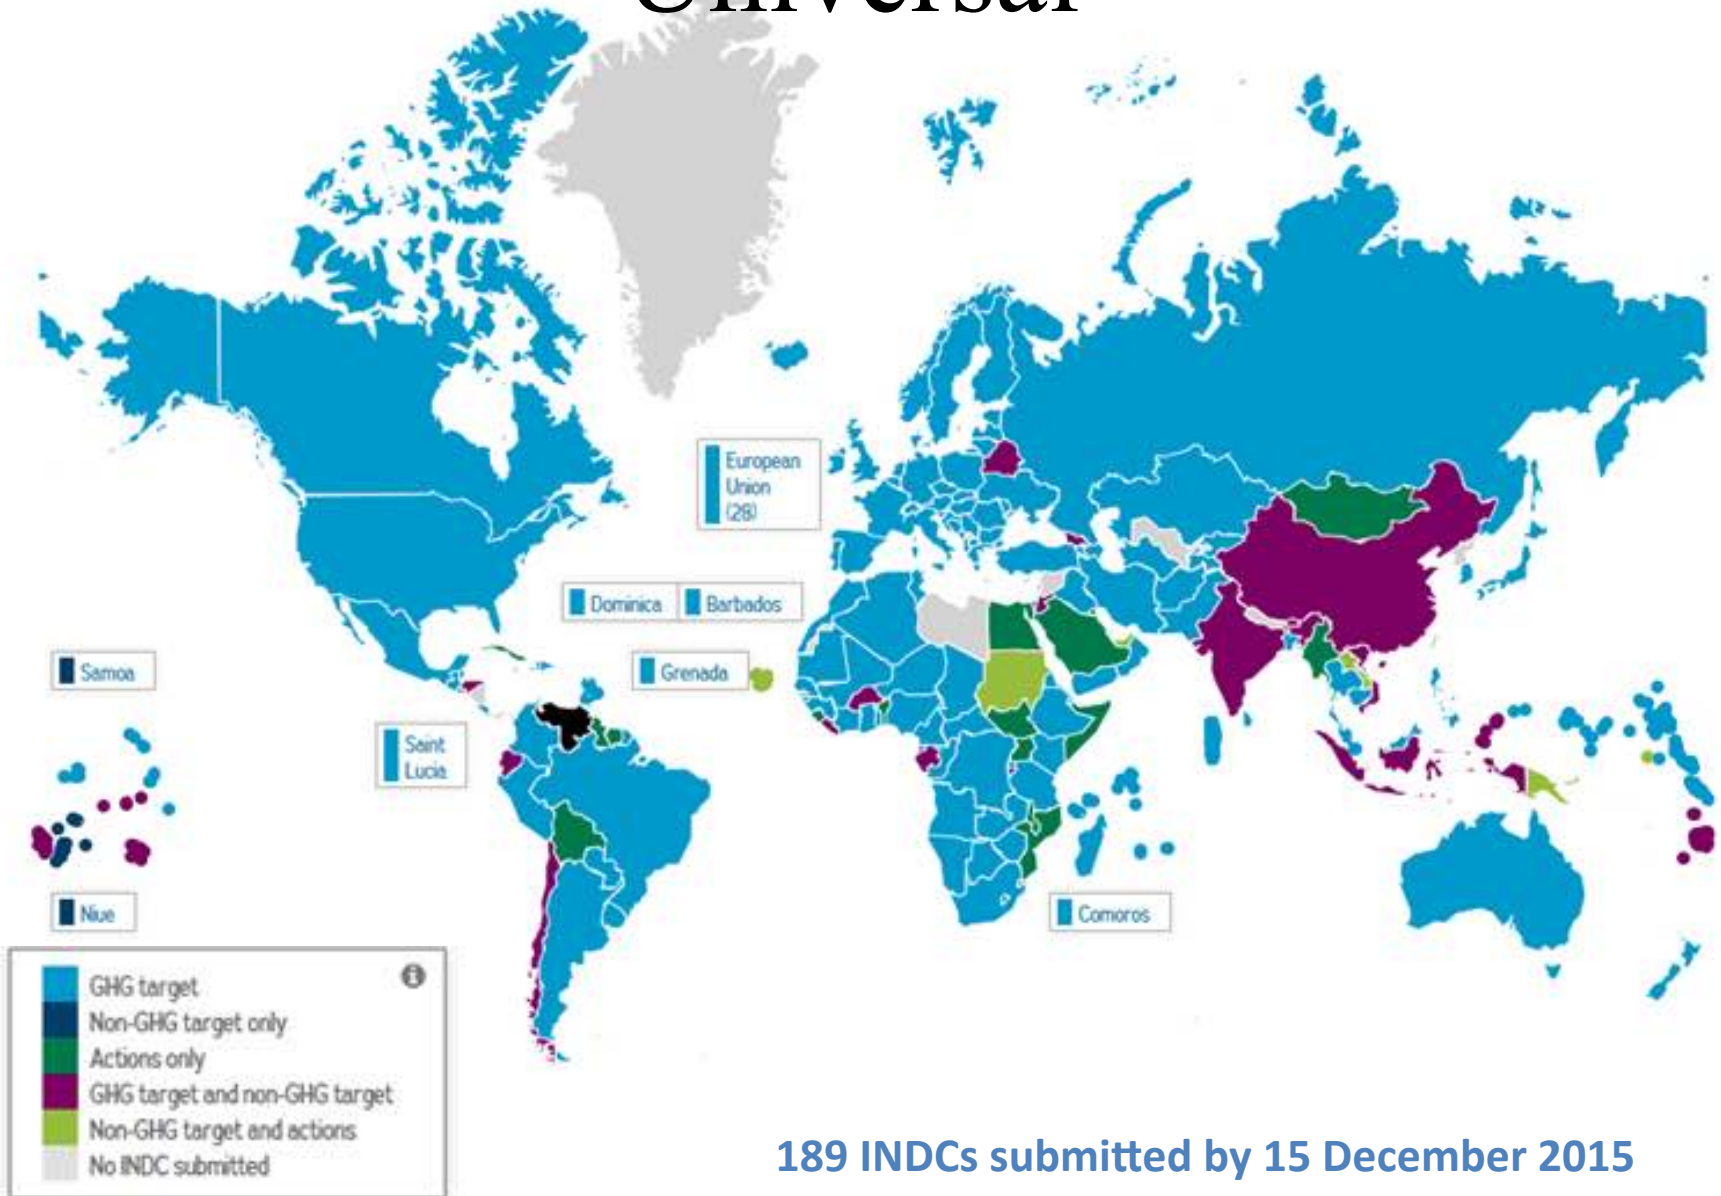 Universal
European
Union
(28)
Dominica
Barbados
Samoa
Grenada
Saint
Lucia
Niue
Comoros
GHG target
Non-GHG target only
Actions only
GHG target and non-GHG target
Non-GHG target and actions
No INDC submitted
189 INDCs submitted by 15 December 2015